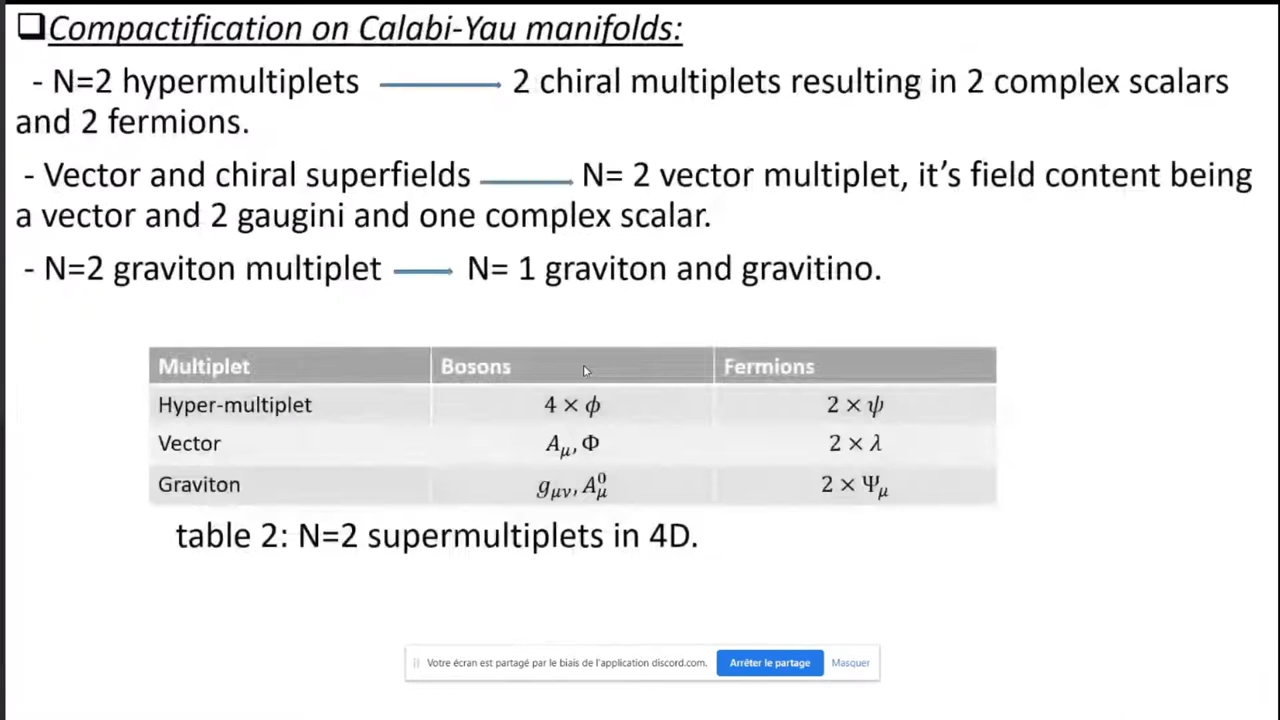 ❑Compactification on Calabi-Yau manifolds:
- N=2 hypermultiplets 2 chiral multiplets resulting in 2 complex scalars
and 2 fermions.
- Vector and chiral superfields N= 2 vector multiplet, it’s field content being
a vector and 2 gaugini and one complex scalar.
- N=2 graviton multiplet N= 1 graviton and gravitino.
Multiplet Bosons Fermions
Hyper-multiplet 4 × ϕ 2 × ψ
Vector A_μ, Φ 2 × λ
Graviton g_{μν}, A_μ^0 2 × Ψ_μ
table 2: N=2 supermultiplets in 4D.
Votre écran est partagé par le biais de l'application discord.com. Arrêter le partage Masquer